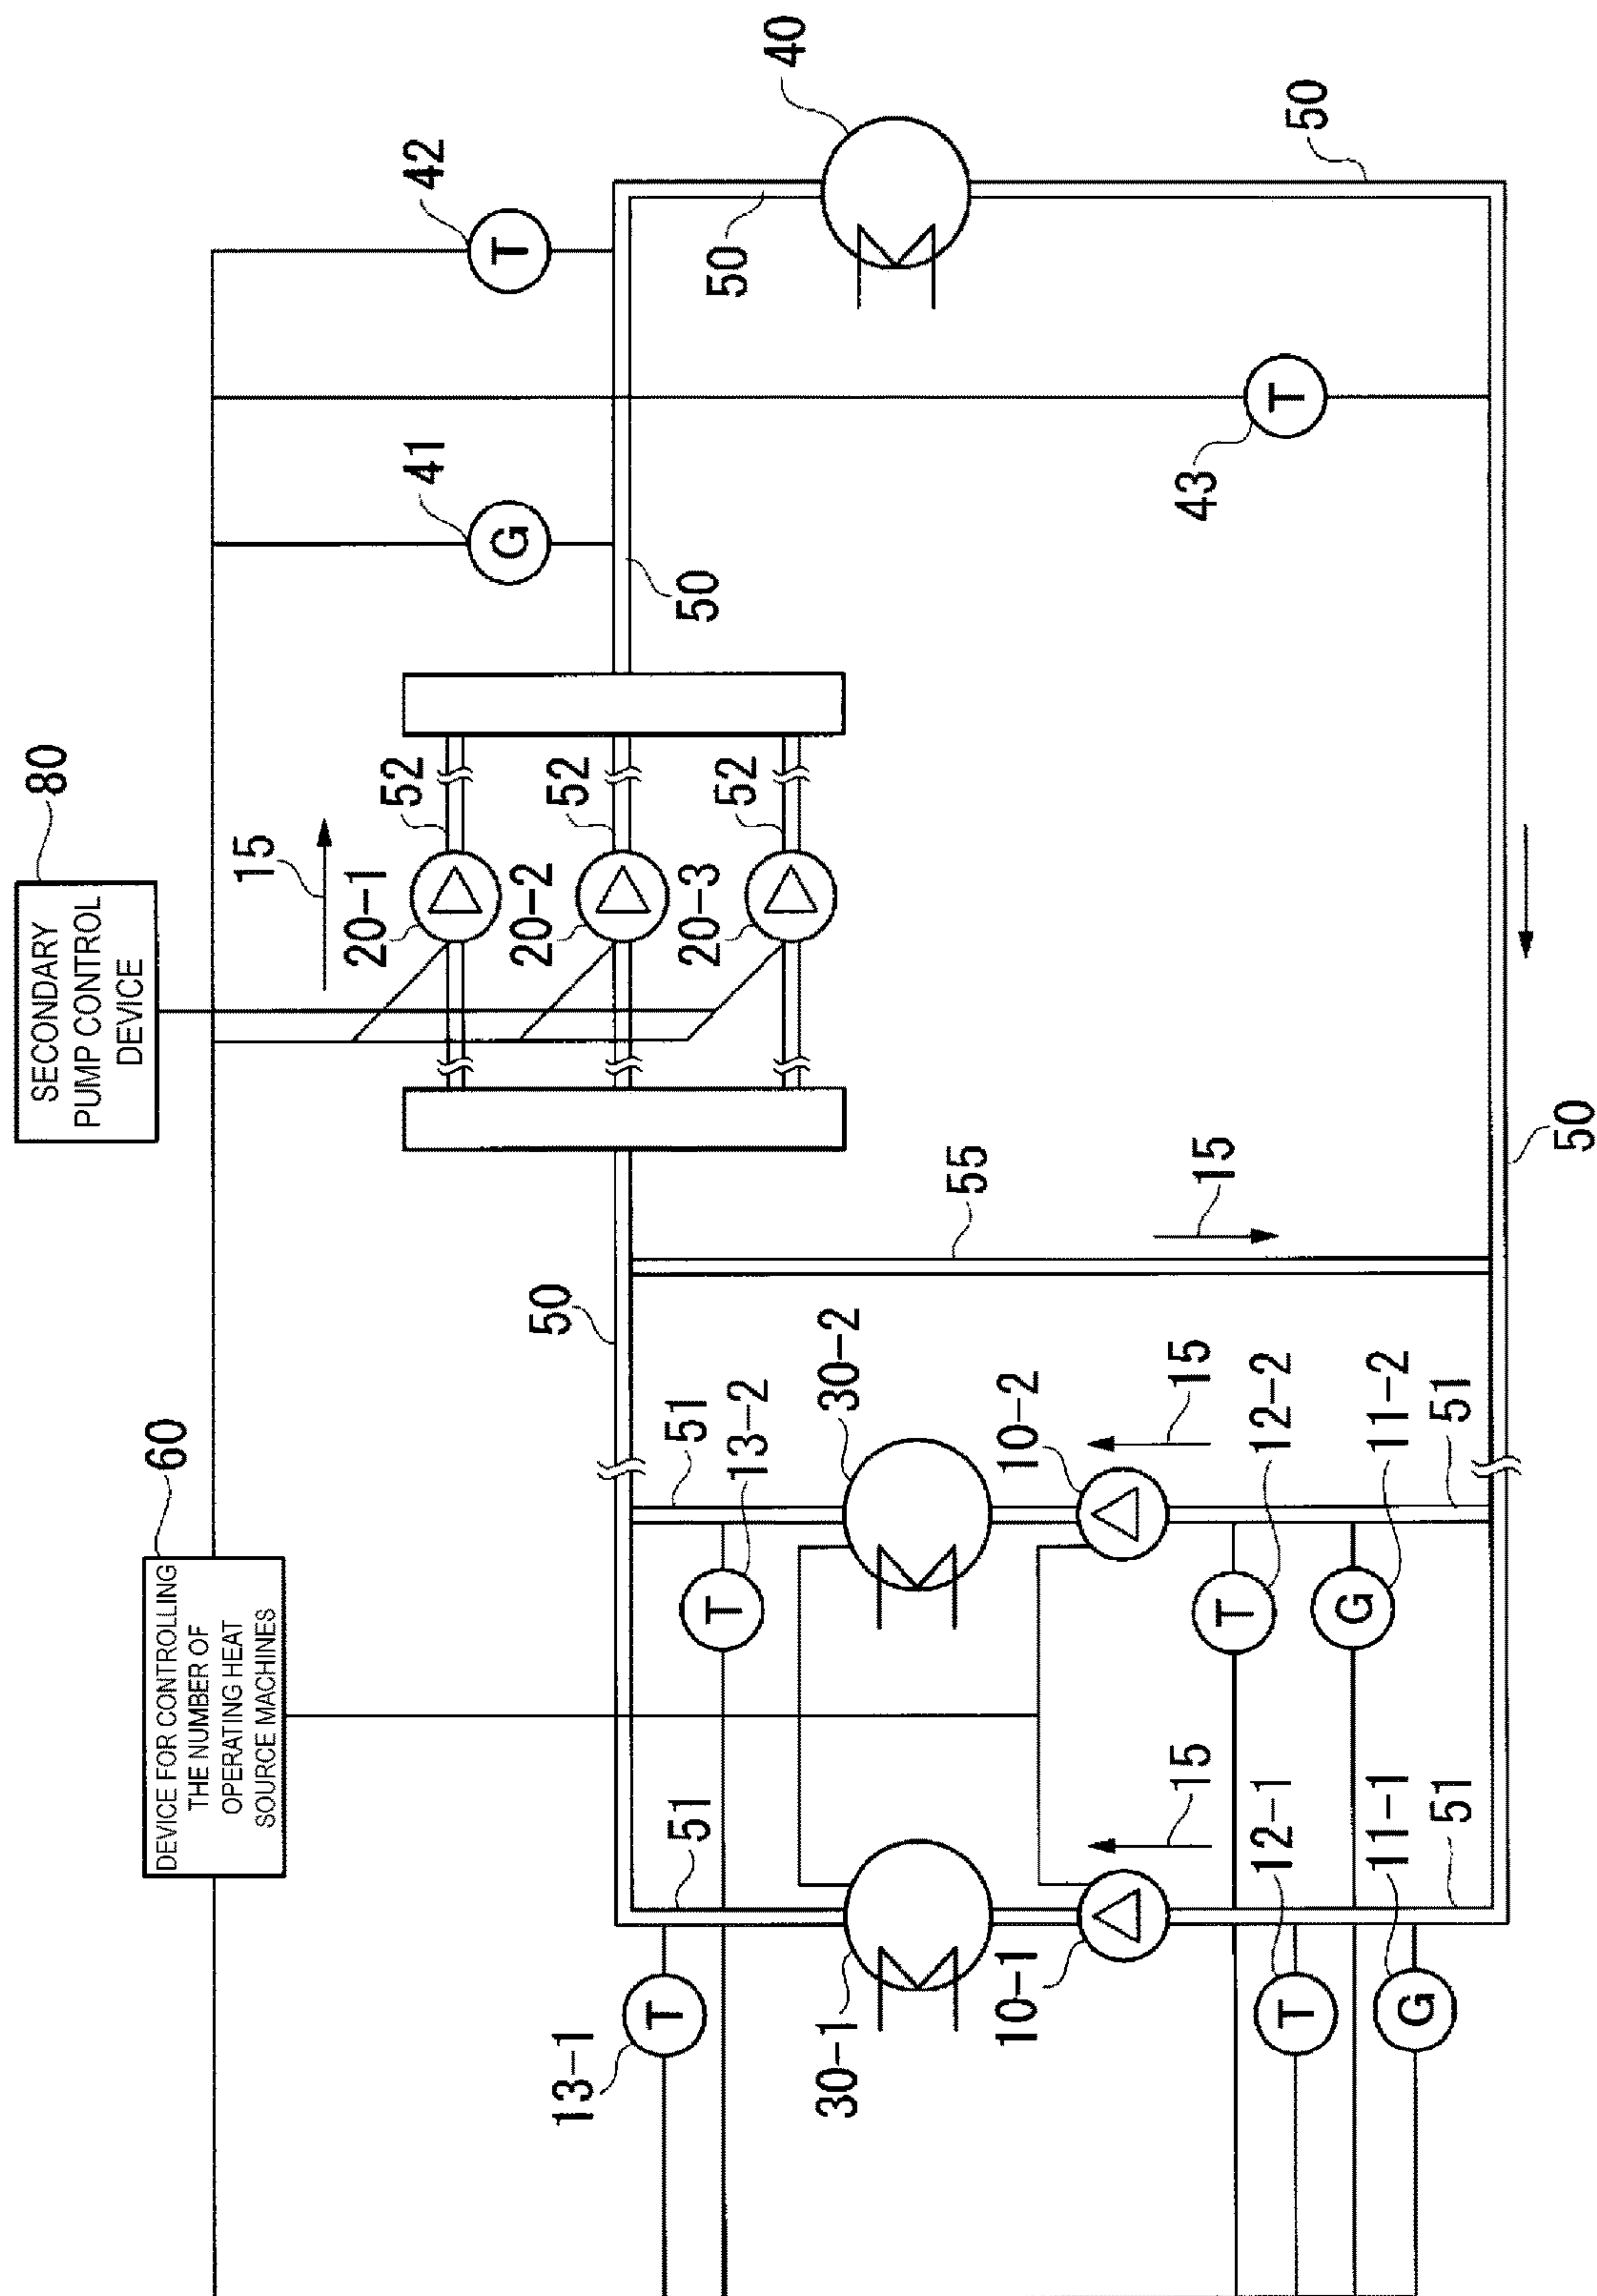 40
50
42
50
T
43
T
41
G
50
80
SECONDARY
PUMP CONTROL
DEVICE
15
52
52
52
20-1
20-2
20-3
50
55
15
50
60
DEVICE FOR CONTROLLING
THE NUMBER OF
OPERATING HEAT
SOURCE MACHINES
51
13-2
30-2
10-2
15
12-2
11-2
51
T
T
G
51
15
12-1
11-1
51
13-1
T
30-1
10-1
T
G